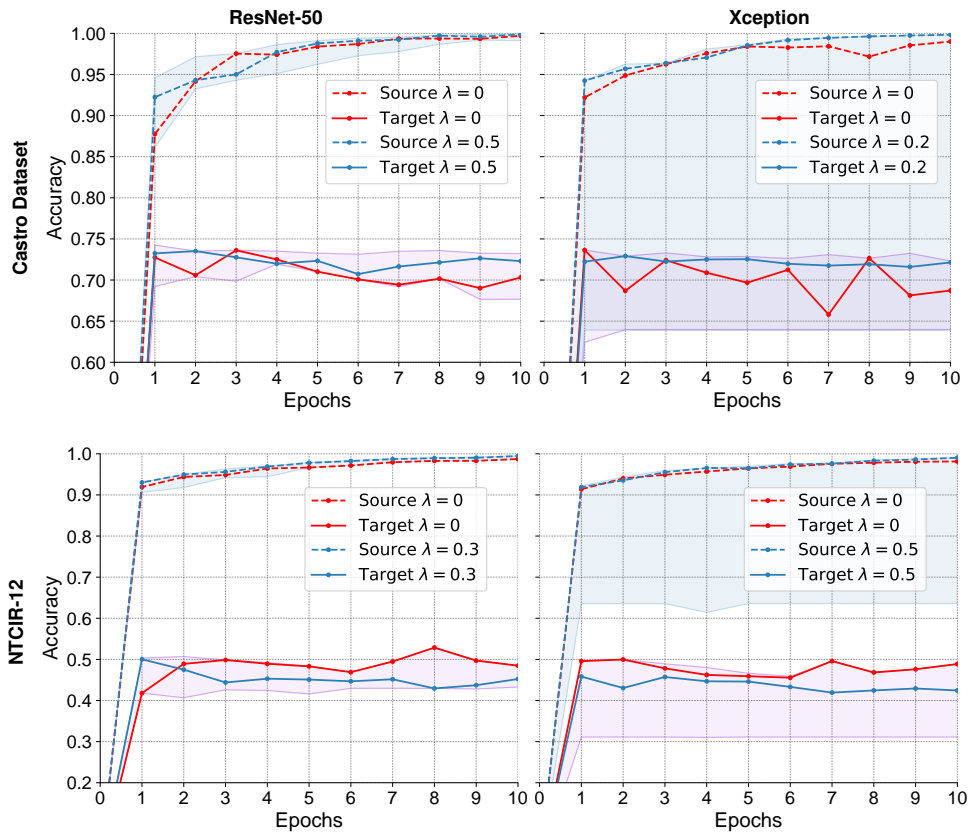 ResNet-50
Xception
Castro Dataset
Accuracy
1.00
0.95
0.90
0.85
0.80
0.75
0.70
0.65
0.60
Source λ = 0
Target λ = 0
Source λ = 0.5
Target λ = 0.5
0 1 2 3 4 5 6 7 8 9 10
Epochs
Source λ = 0
Target λ = 0
Source λ = 0.2
Target λ = 0.2
0 1 2 3 4 5 6 7 8 9 10
Epochs
NTCIR-12
Accuracy
1.0
0.9
0.8
0.7
0.6
0.5
0.4
0.3
0.2
Source λ = 0
Target λ = 0
Source λ = 0.3
Target λ = 0.3
0 1 2 3 4 5 6 7 8 9 10
Epochs
Source λ = 0
Target λ = 0
Source λ = 0.5
Target λ = 0.5
0 1 2 3 4 5 6 7 8 9 10
Epochs